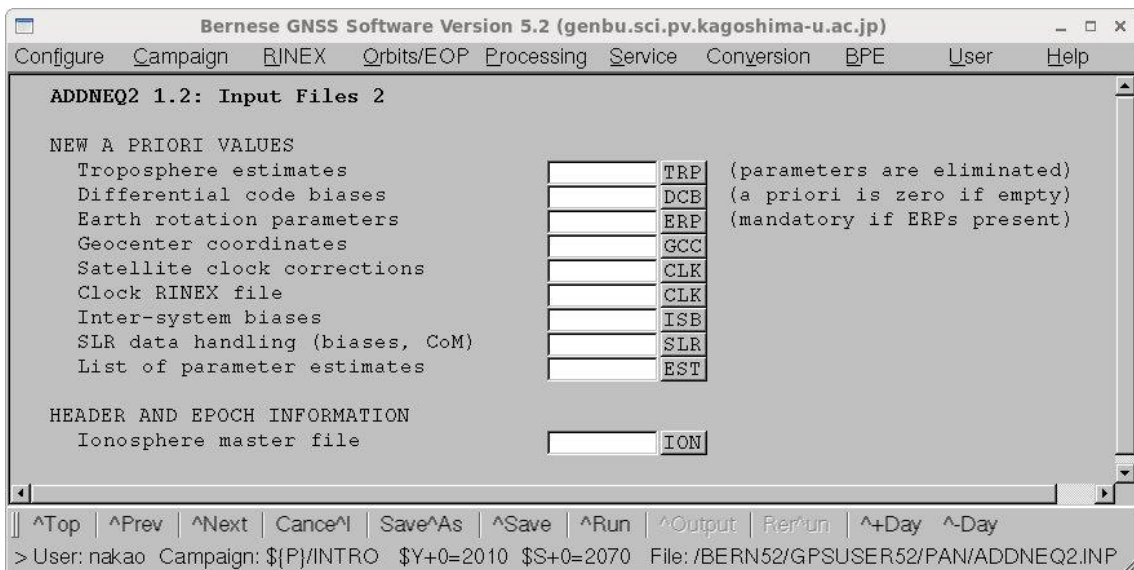 Bernese GNSS Software Version 5.2 (genbu.sci.pv.kagoshima-u.ac.jp)
Configure Campaign RINEX Orbits/EOP Processing Service Conversion BPE User Help
ADDNEQ2 1.2: Input Files 2
NEW A PRIORI VALUES
Troposphere estimates TRP (parameters are eliminated)
Differential code biases DCB (a priori is zero if empty)
Earth rotation parameters ERP (mandatory if ERPs present)
Geocenter coordinates GCC
Satellite clock corrections CLK
Clock RINEX file CLK
Inter-system biases ISB
SLR data handling (biases, CoM) SLR
List of parameter estimates EST
HEADER AND EPOCH INFORMATION
Ionosphere master file ION
^Top | ^Prev | ^Next | Cance^l | Save^As | ^Save | ^Run | ^Output | Rer^un | ^+Day ^-Day
> User: nakao Campaign: ${P}/INTRO $Y+0=2010 $S+0=2070 File: /BERN52/GPSUSER52/PAN/ADDNEQ2.INP